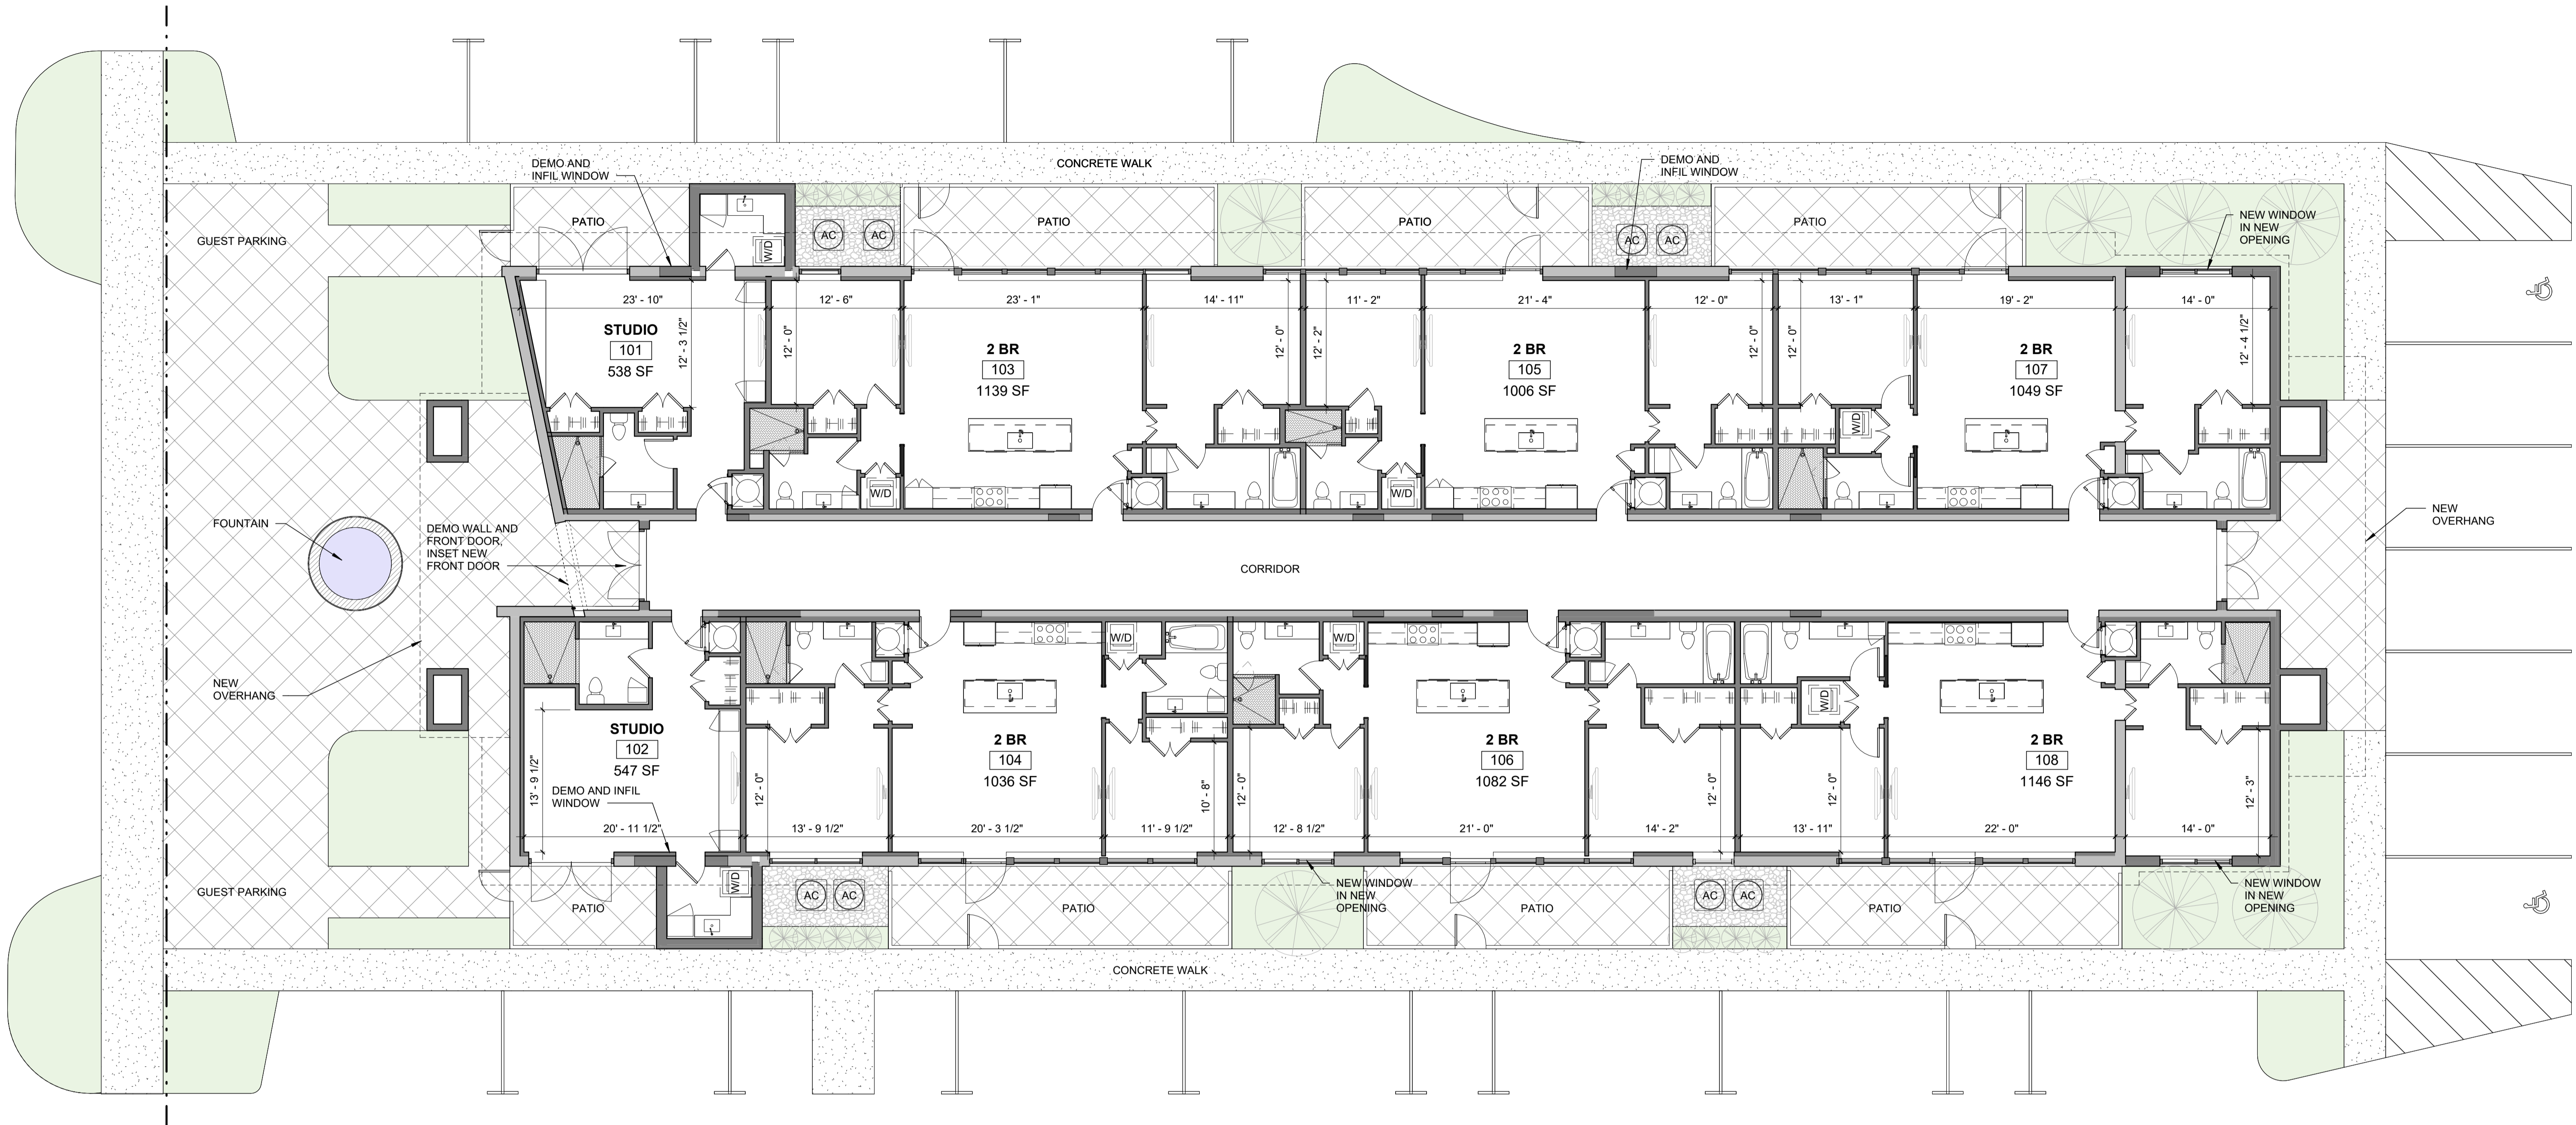 DEMO AND
INFIL WINDOW
CONCRETE WALK
DEMO AND
INFIL WINDOW
GUEST PARKING
PATIO
W/D
AC
AC
PATIO
PATIO
AC
AC
PATIO
NEW WINDOW
IN NEW
OPENING
23' - 10"
12' - 6"
23' - 1"
14' - 11"
11' - 2"
21' - 4"
12' - 0"
13' - 1"
19' - 2"
14' - 0"
STUDIO
101
538 SF
12' - 3 1/2"
12' - 0"
2 BR
103
1139 SF
12' - 0"
12' - 2"
2 BR
105
1006 SF
12' - 0"
12' - 0"
2 BR
107
1049 SF
12' - 4 1/2"
W/D
W/D
W/D
FOUNTAIN
DEMO WALL AND
FRONT DOOR,
INSET NEW
FRONT DOOR
CORRIDOR
NEW
OVERHANG
NEW
OVERHANG
W/D
W/D
W/D
STUDIO
102
547 SF
13' - 9 1/2"
DEMO AND INFIL
WINDOW
12' - 0"
2 BR
104
1036 SF
10' - 8"
12' - 0"
2 BR
106
1082 SF
12' - 0"
12' - 0"
2 BR
108
1146 SF
12' - 3"
20' - 11 1/2"
13' - 9 1/2"
20' - 3 1/2"
11' - 9 1/2"
12' - 8 1/2"
21' - 0"
14' - 2"
13' - 11"
22' - 0"
14' - 0"
GUEST PARKING
PATIO
W/D
AC
AC
PATIO
NEW WINDOW
IN NEW
OPENING
PATIO
AC
AC
PATIO
NEW WINDOW
IN NEW
OPENING
CONCRETE WALK